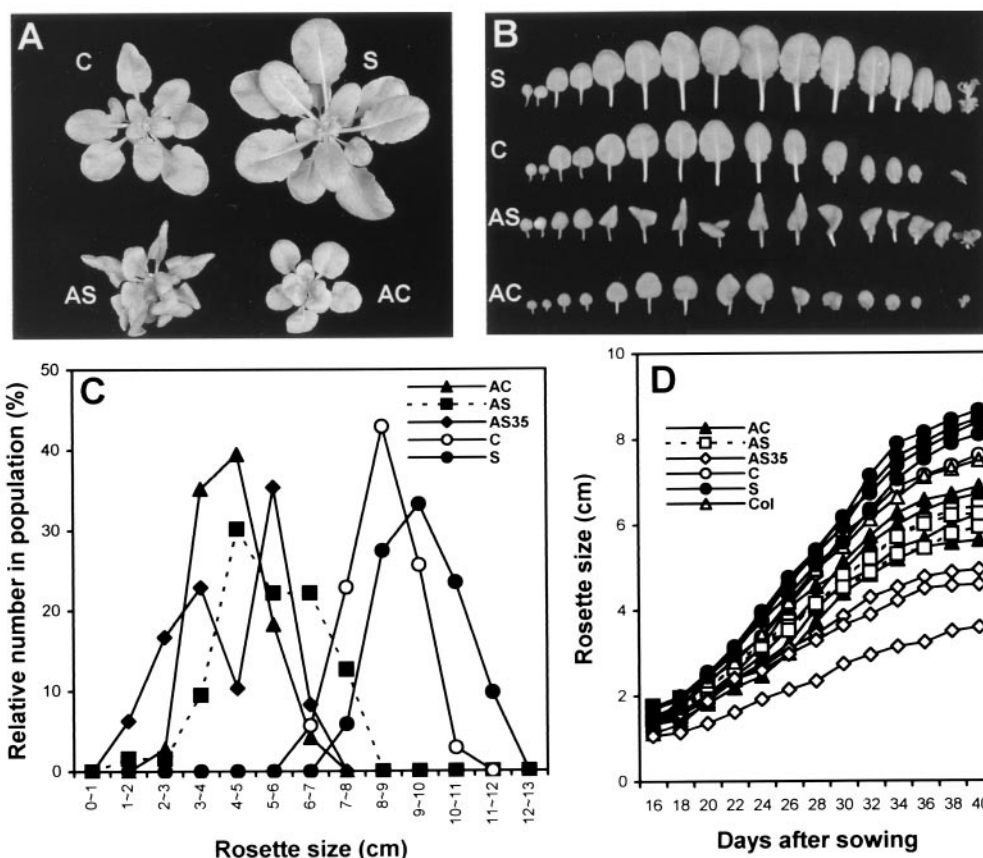 A
C
S
AS
AC
B
S
C
AS
AC
C
AC
AS
AS35
C
S
Relative number in population (%)
50
40
30
20
10
0
0~1
1~2
2~3
3~4
4~5
5~6
6~7
7~8
8~9
9~10
10~11
11~12
12~13
Rosette size (cm)
D
AC
AS
AS35
C
S
Col
Rosette size (cm)
10
8
6
4
2
0
16 18 20 22 24 26 28 30 32 34 36 38 40
Days after sowing